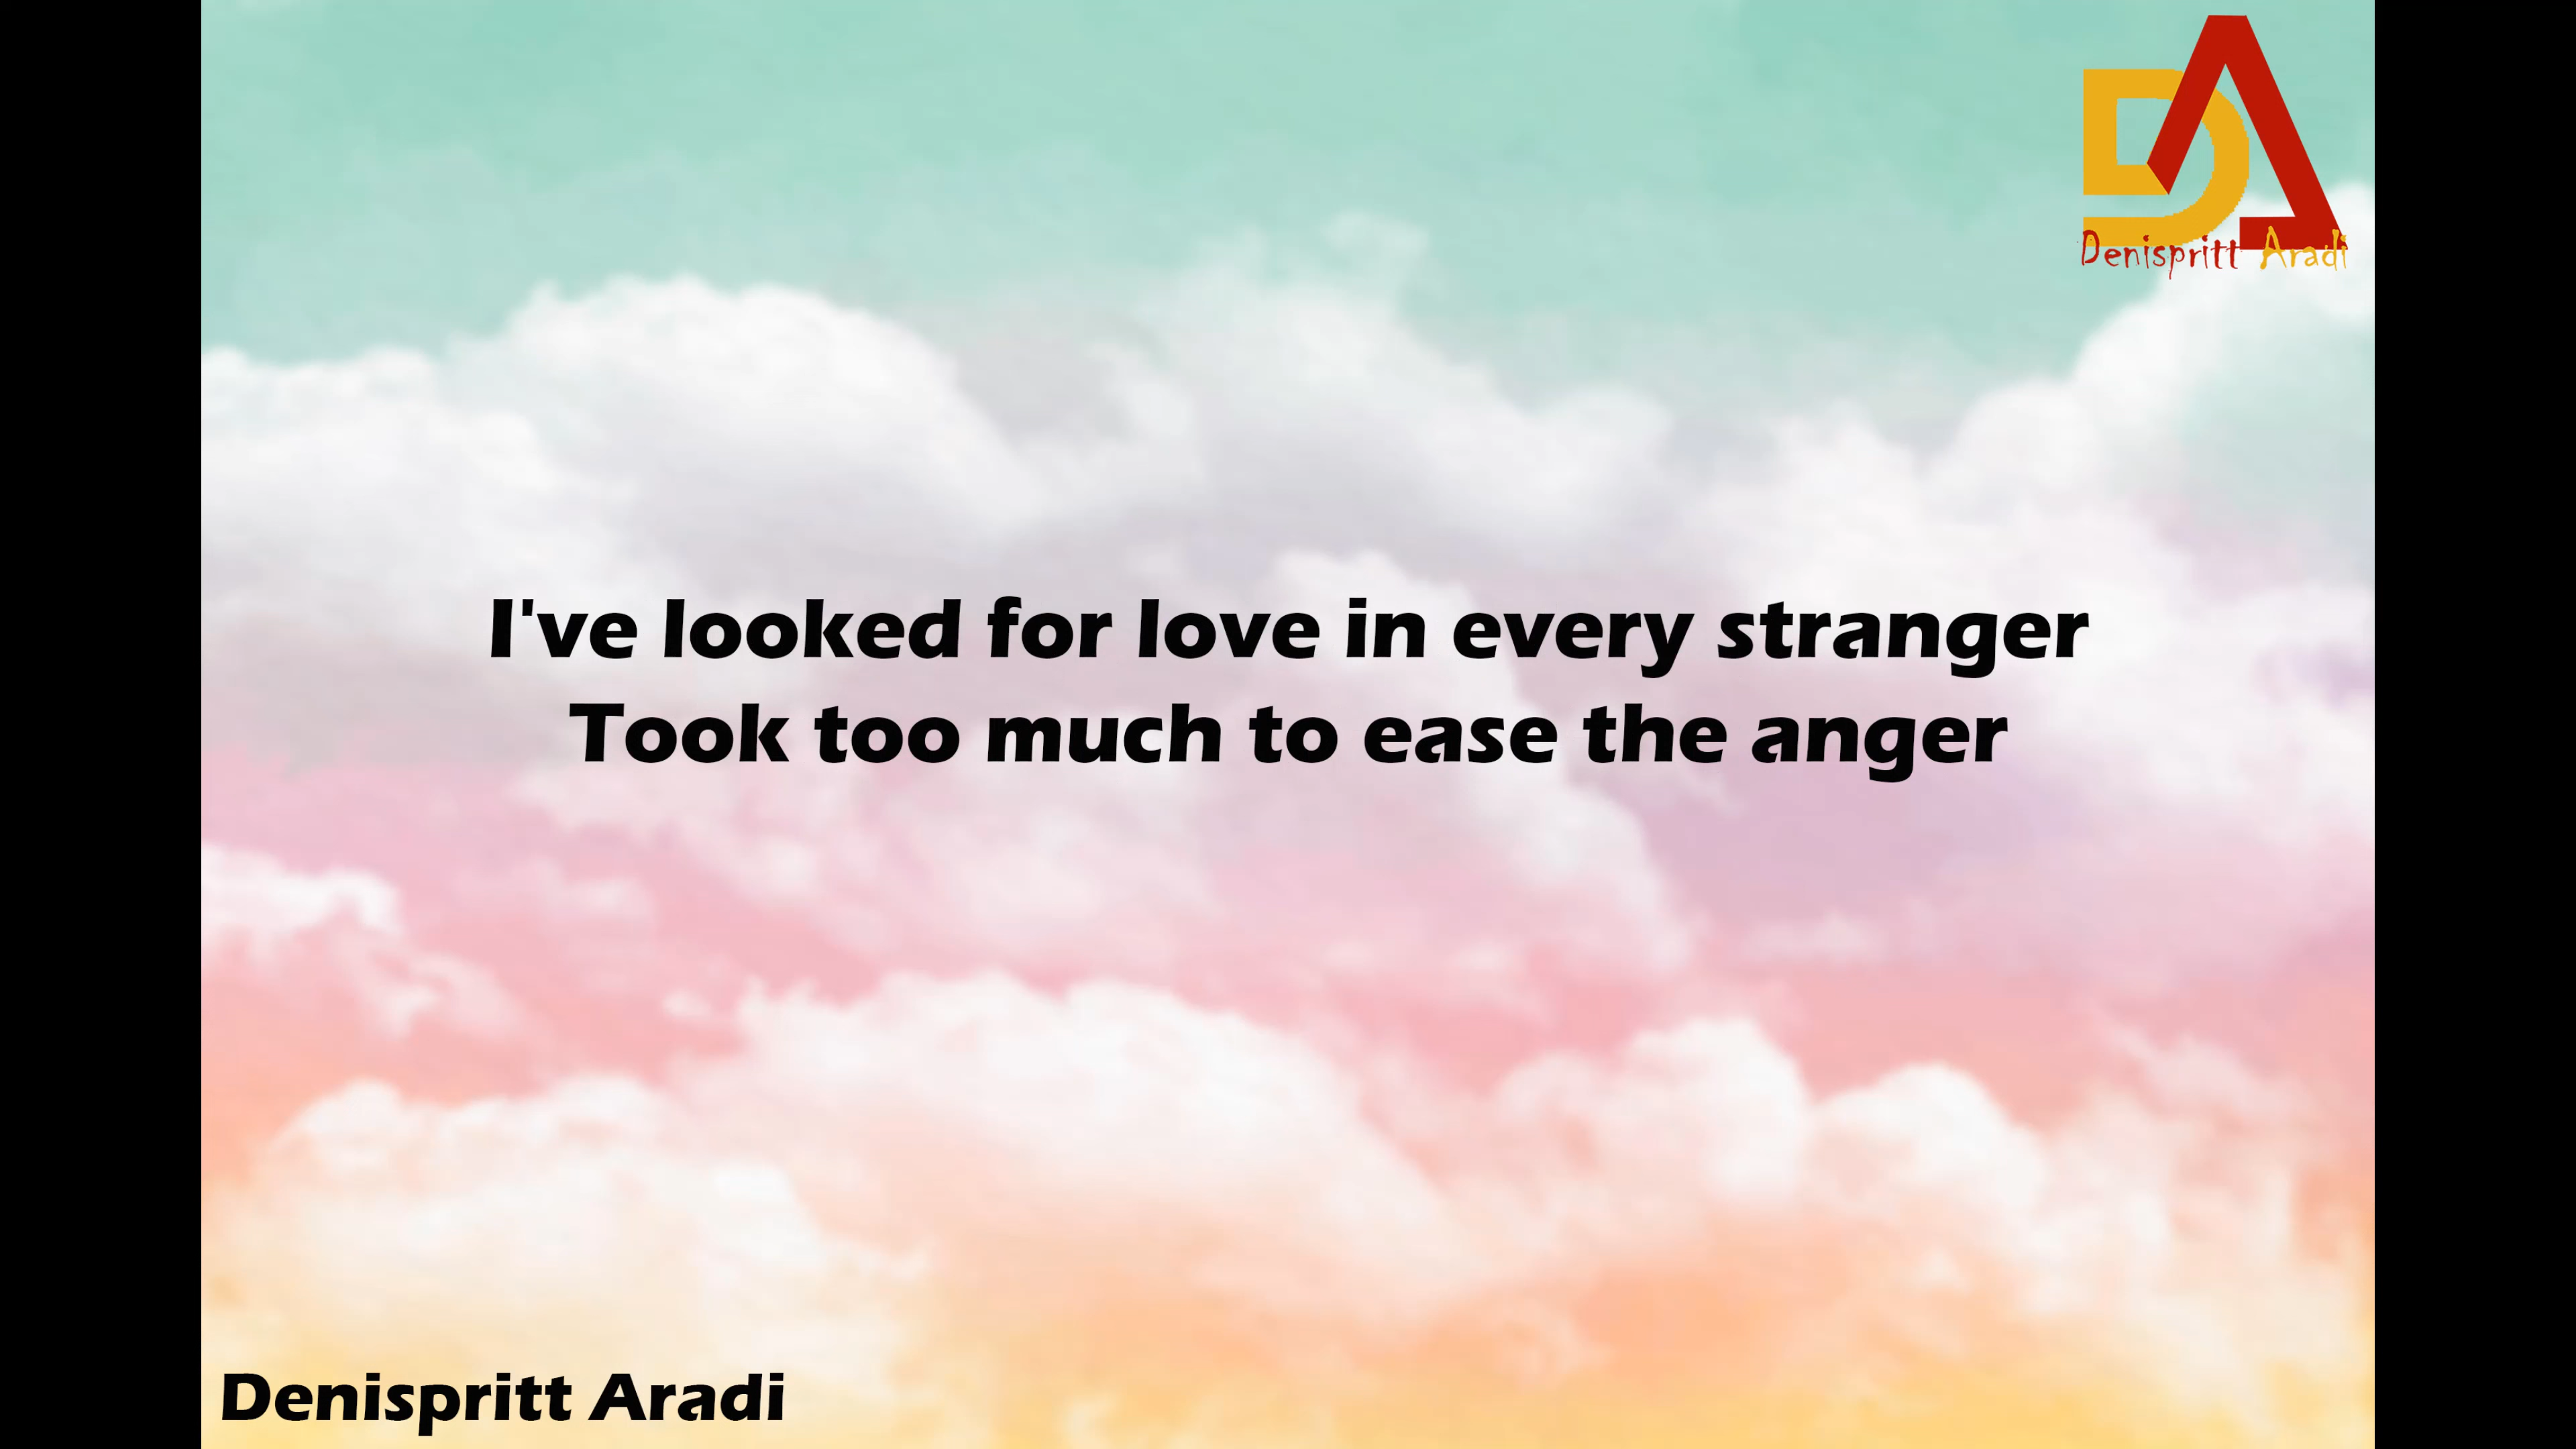 Denispritt Aradi
I've looked for love in every stranger
Took too much to ease the anger
Denispritt Aradi